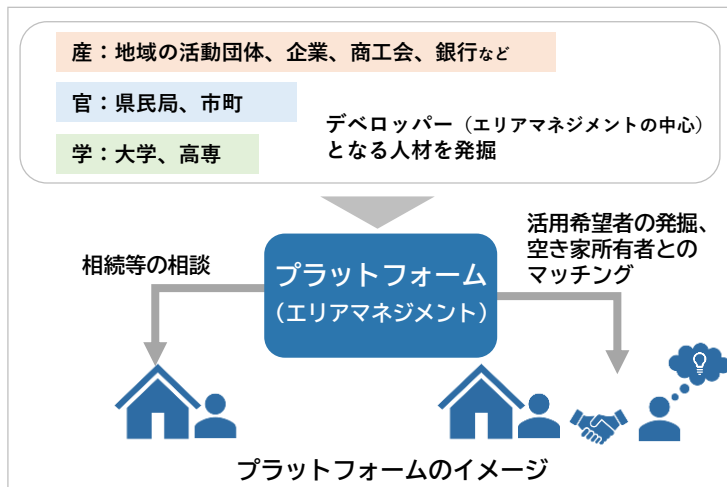 産：地域の活動団体、企業、商工会、銀行など
官：県民局、市町
学：大学、高専
デベロッパー（エリアマネジメントの中心）
となる人材を発掘
相続等の相談
プラットフォーム
（エリアマネジメント）
活用希望者の発掘、
空き家所有者との
マッチング
プラットフォームのイメージ